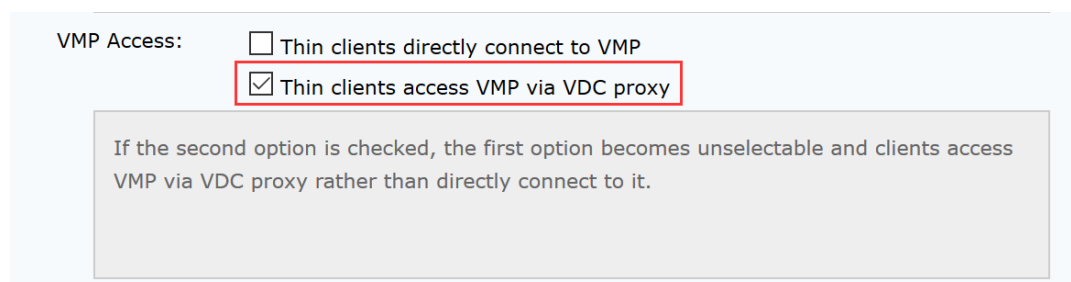 VMP Access:
Thin clients directly connect to VMP
Thin clients access VMP via VDC proxy
If the second option is checked, the first option becomes unselectable and clients access
VMP via VDC proxy rather than directly connect to it.